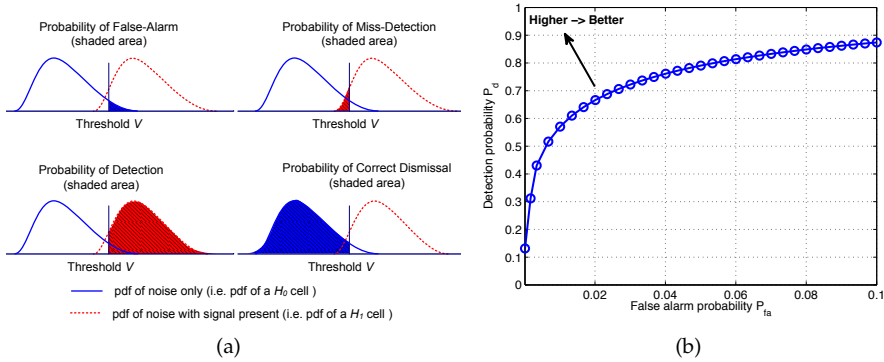 Probability of False-Alarm
(shaded area)
Threshold V
Probability of Miss-Detection
(shaded area)
Threshold V
Probability of Detection
(shaded area)
Threshold V
Probability of Correct Dismissal
(shaded area)
Threshold V
pdf of noise only (i.e. pdf of a H0 cell )
pdf of noise with signal present (i.e. pdf of a H1 cell )
(a)
Higher –> Better
Detection probability Pd
1
0.9
0.8
0.7
0.6
0.5
0.4
0.3
0.2
0.1
0
0.02
0.04
0.06
0.08
0.1
False alarm probability Pfa
(b)